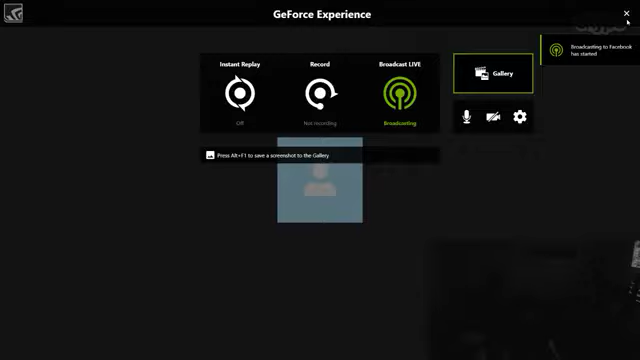 GeForce Experience
Instant Replay
Record
Broadcast LIVE
Gallery
Off
Not recording
Broadcasting
Broadcasting to Facebook
has started
Press Alt+F1 to save a screenshot to the Gallery